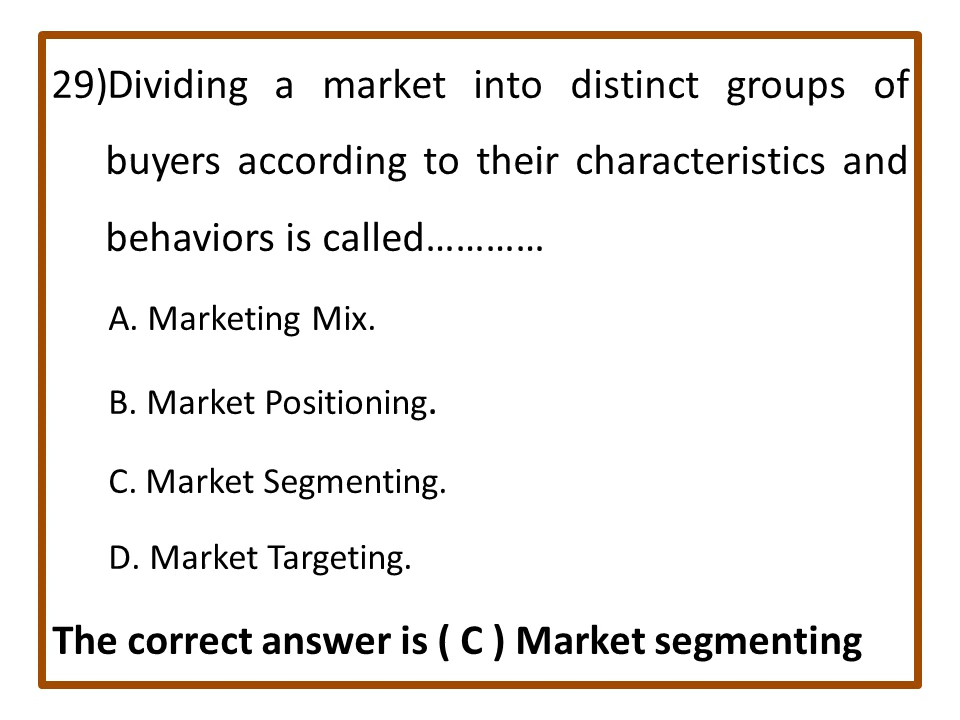 29)Dividing a market into distinct groups of
buyers according to their characteristics and
behaviors is called…………
A. Marketing Mix.
B. Market Positioning.
C. Market Segmenting.
D. Market Targeting.
The correct answer is ( C ) Market segmenting